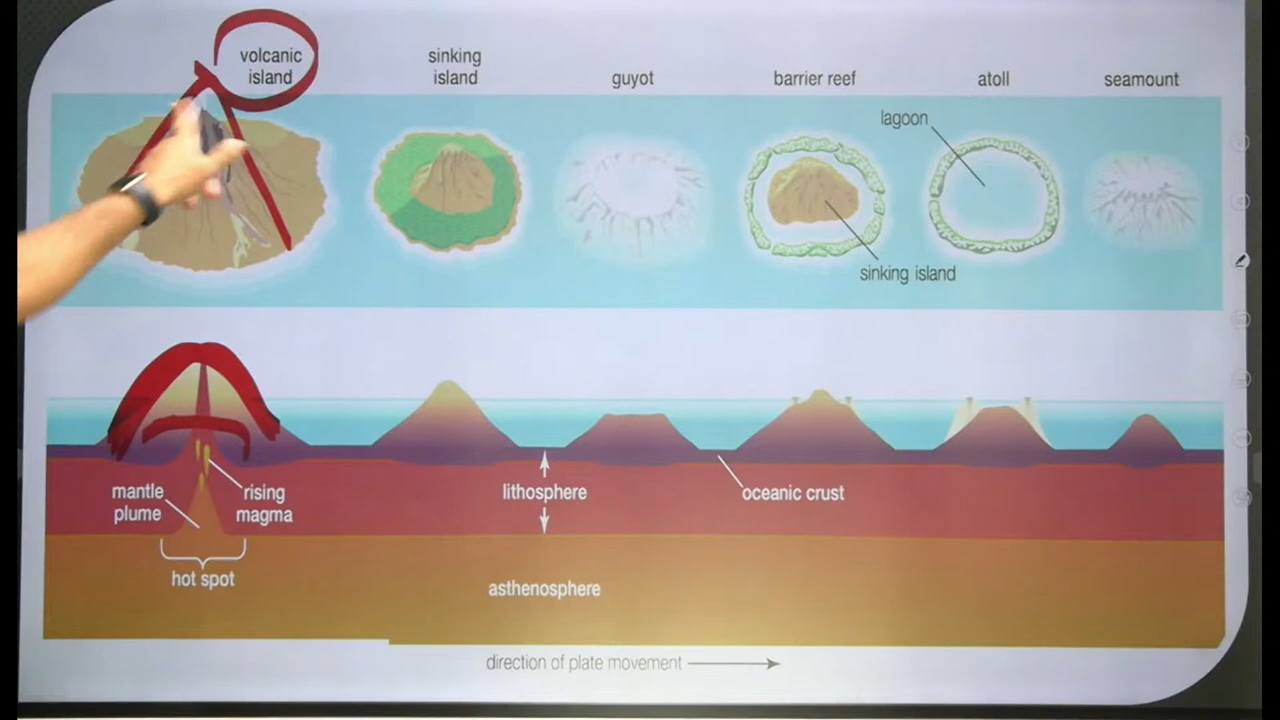 volcanic
island
sinking
island
guyot
barrier reef
atoll
seamount
lagoon
sinking island
mantle
plume
rising
magma
lithosphere
oceanic crust
hot spot
asthenosphere
direction of plate movement